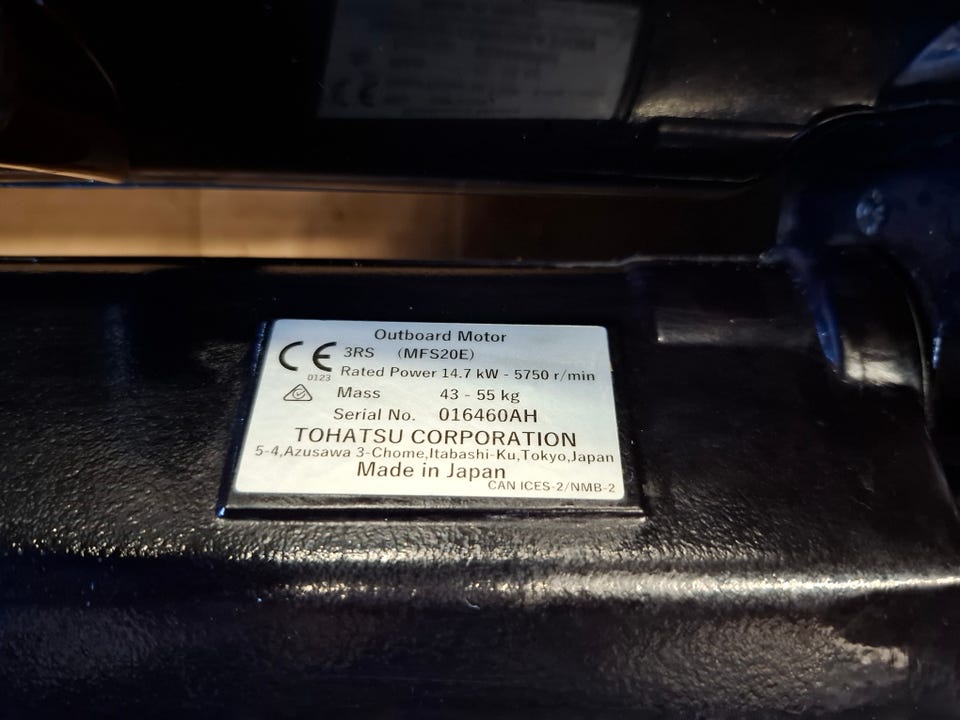 Outboard Motor
CE 3RS (MFS20E)
0123 Rated Power 14.7 kW - 5750 r/min
Mass 43 - 55 kg
Serial No. 016460AH
TOHATSU CORPORATION
5-4,Azusawa 3-Chome,Itabashi-Ku,Tokyo,Japan
Made in Japan
CAN ICES-2/NMB-2